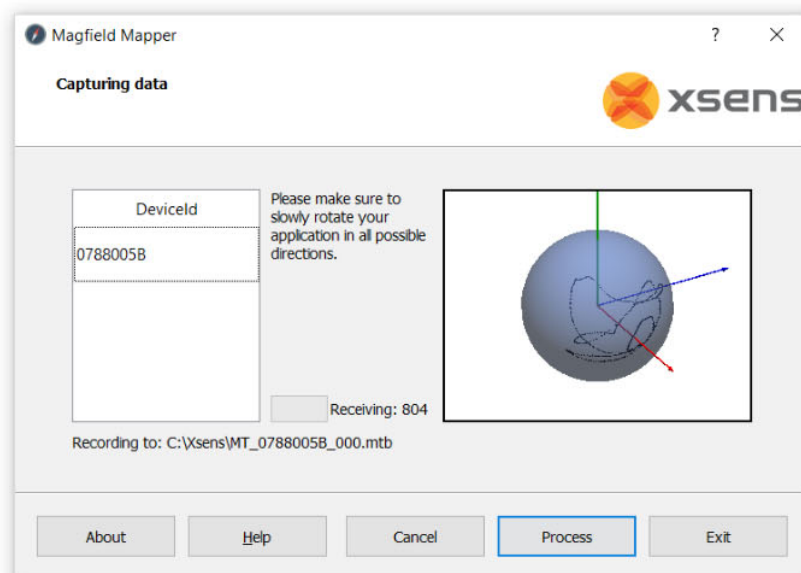 Magfield Mapper
?
Capturing data
xsens
DeviceId
0788005B
Please make sure to
slowly rotate your
application in all possible
directions.
Receiving: 804
Recording to: C:\Xsens\MT_0788005B_000.mtb
About
Help
Cancel
Process
Exit